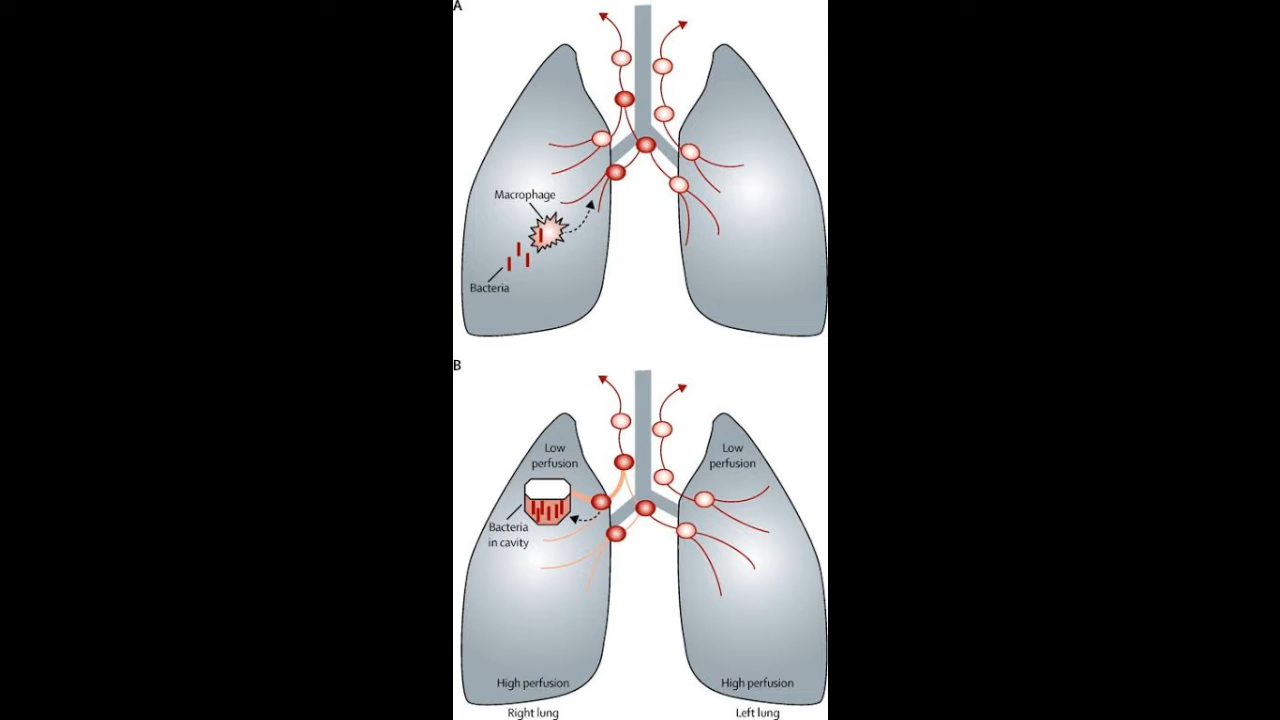 A
Macrophage
Bacteria
B
Low
perfusion
Low
perfusion
Bacteria
in cavity
High perfusion
High perfusion
Right lung
Left lung